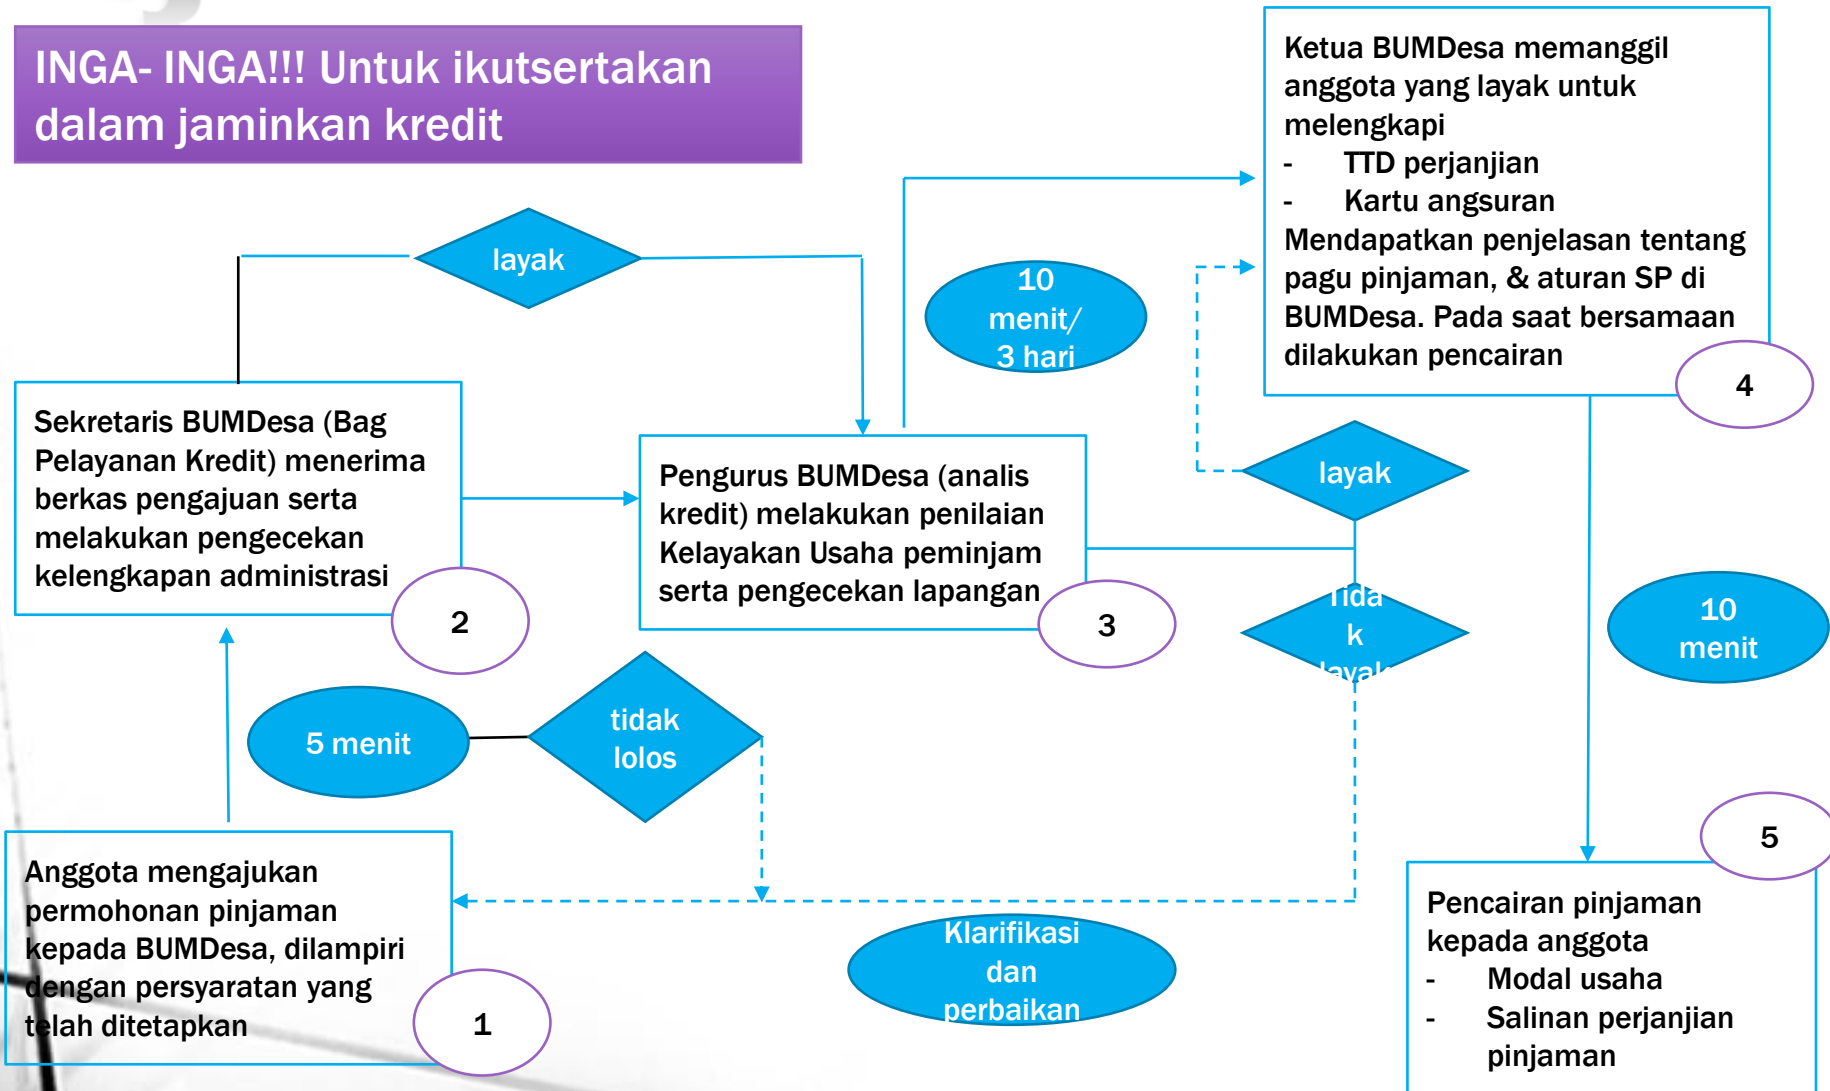 INGA- INGA!!! Untuk ikutsertakan
dalam jaminkan kredit
Ketua BUMDesa memanggil
anggota yang layak untuk
melengkapi
- TTD perjanjian
- Kartu angsuran
Mendapatkan penjelasan tentang
pagu pinjaman, & aturan SP di
BUMDesa. Pada saat bersamaan
dilakukan pencairan
4
layak
10
menit/
3 hari
Sekretaris BUMDesa (Bag
Pelayanan Kredit) menerima
berkas pengajuan serta
melakukan pengecekan
kelengkapan administrasi
2
Pengurus BUMDesa (analis
kredit) melakukan penilaian
Kelayakan Usaha peminjam
serta pengecekan lapangan
3
layak
Tida
k
layak
10
menit
5 menit
tidak
lolos
Anggota mengajukan
permohonan pinjaman
kepada BUMDesa, dilampiri
dengan persyaratan yang
telah ditetapkan
1
Klarifikasi
dan
perbaikan
5
Pencairan pinjaman
kepada anggota
- Modal usaha
- Salinan perjanjian
pinjaman